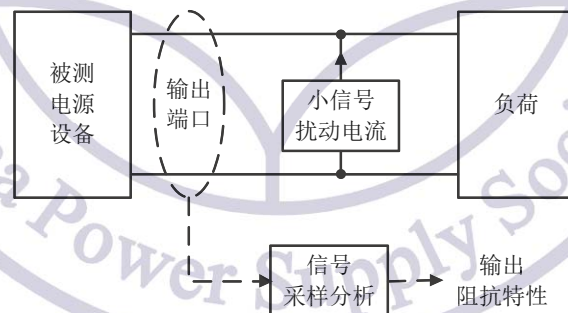 被测
电源
设备
输出
端口
小信号
扰动电流
负荷
信号
采样分析
输出
阻抗特性
a Power Supply So